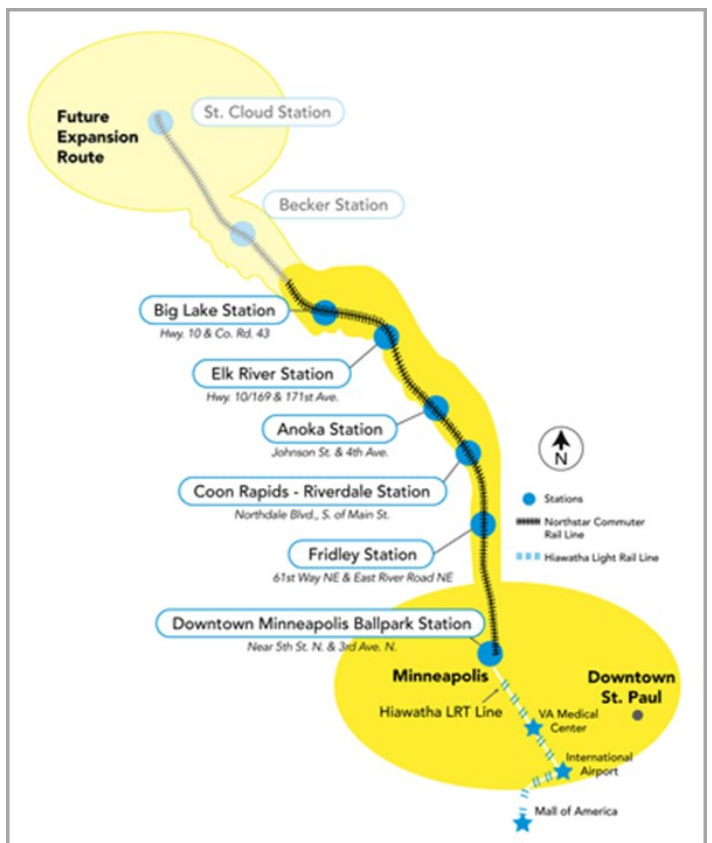 St. Cloud Station
Future
Expansion
Route
Becker Station
Big Lake Station
Hwy. 10 & Co. Rd. 43
Elk River Station
Hwy. 10/169 & 171st Ave.
Anoka Station
Johnson St. & 4th Ave.
N
Coon Rapids - Riverdale Station
Northdale Blvd., S. of Main St.
Stations
Northstar Commuter
Rail Line
Hiawatha Light Rail Line
Fridley Station
61st Way NE & East River Road NE
Downtown Minneapolis Ballpark Station
Near 5th St. N. & 3rd Ave. N.
Minneapolis
Hiawatha LRT Line
Downtown
St. Paul
VA Medical
Center
International
Airport
Mall of America